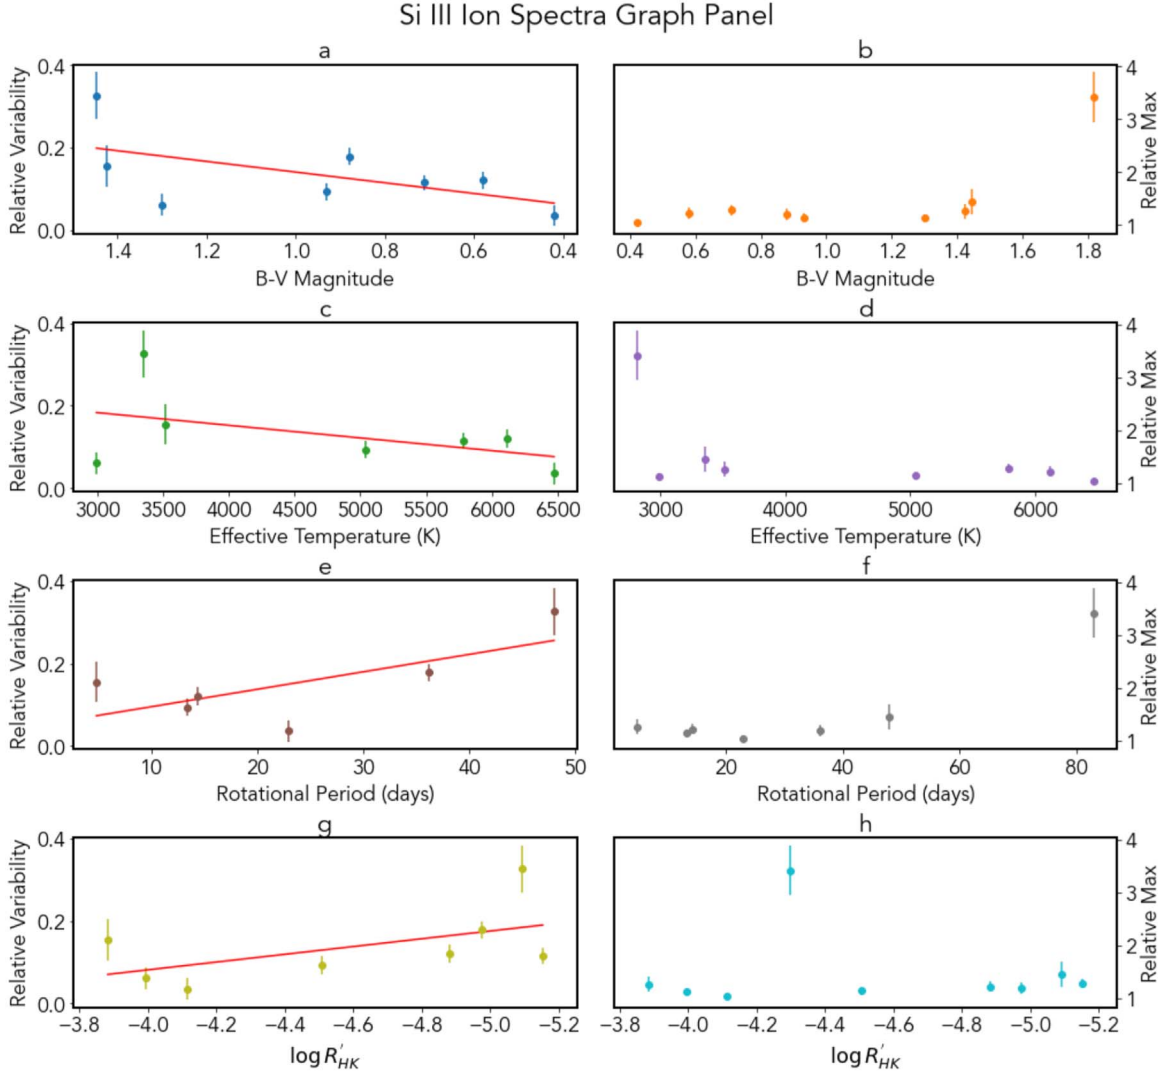 Si III Ion Spectra Graph Panel
a
b
Relative Variability
0.4
0.2
0.0
1.4 1.2 1.0 0.8 0.6 0.4
B-V Magnitude
0.4 0.6 0.8 1.0 1.2 1.4 1.6 1.8
B-V Magnitude
4
3
2
1
Relative Max
c
d
Relative Variability
0.4
0.2
0.0
3000 3500 4000 4500 5000 5500 6000 6500
Effective Temperature (K)
3000 4000 5000 6000
Effective Temperature (K)
4
3
2
1
Relative Max
e
f
Relative Variability
0.4
0.2
0.0
10 20 30 40 50
Rotational Period (days)
20 40 60 80
Rotational Period (days)
4
3
2
1
Relative Max
g
h
Relative Variability
0.4
0.2
0.0
−3.8 −4.0 −4.2 −4.4 −4.6 −4.8 −5.0 −5.2
log R′HK
−3.8 −4.0 −4.2 −4.4 −4.6 −4.8 −5.0 −5.2
log R′HK
4
3
2
1
Relative Max